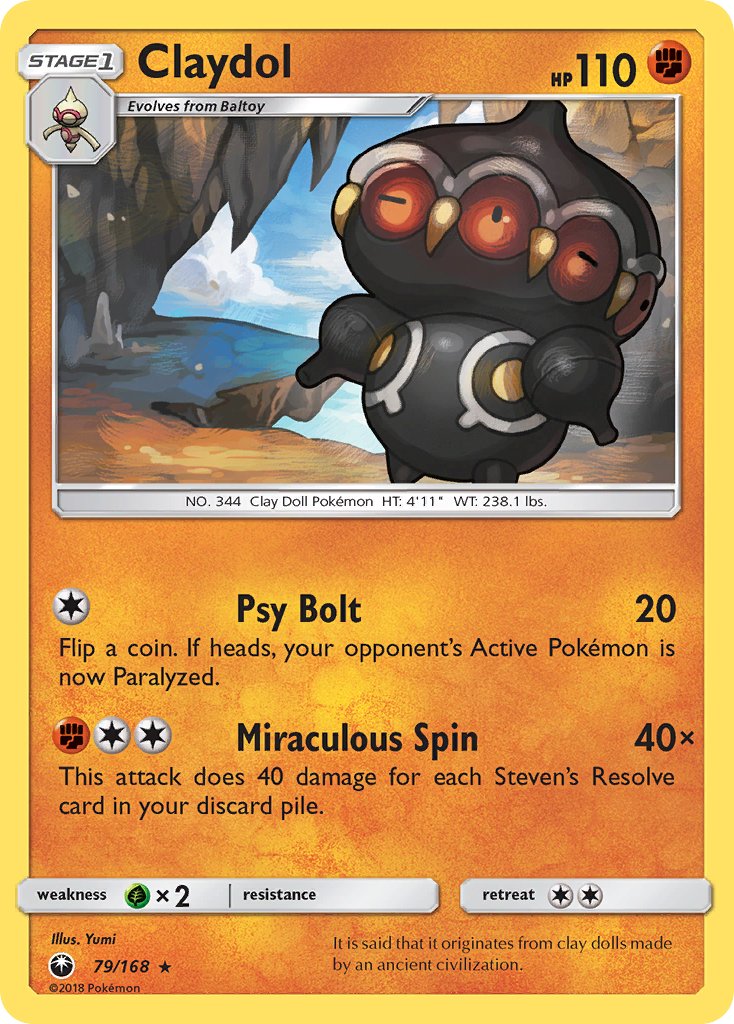 STAGE1
Claydol
HP 110
Evolves from Baltoy
NO. 344 Clay Doll Pokémon HT: 4'11" WT: 238.1 lbs.
Psy Bolt 20
Flip a coin. If heads, your opponent's Active Pokémon is
now Paralyzed.
Miraculous Spin 40×
This attack does 40 damage for each Steven's Resolve
card in your discard pile.
weakness × 2 resistance retreat
Illus. Yumi
79/168
©2018 Pokémon
It is said that it originates from clay dolls made
by an ancient civilization.